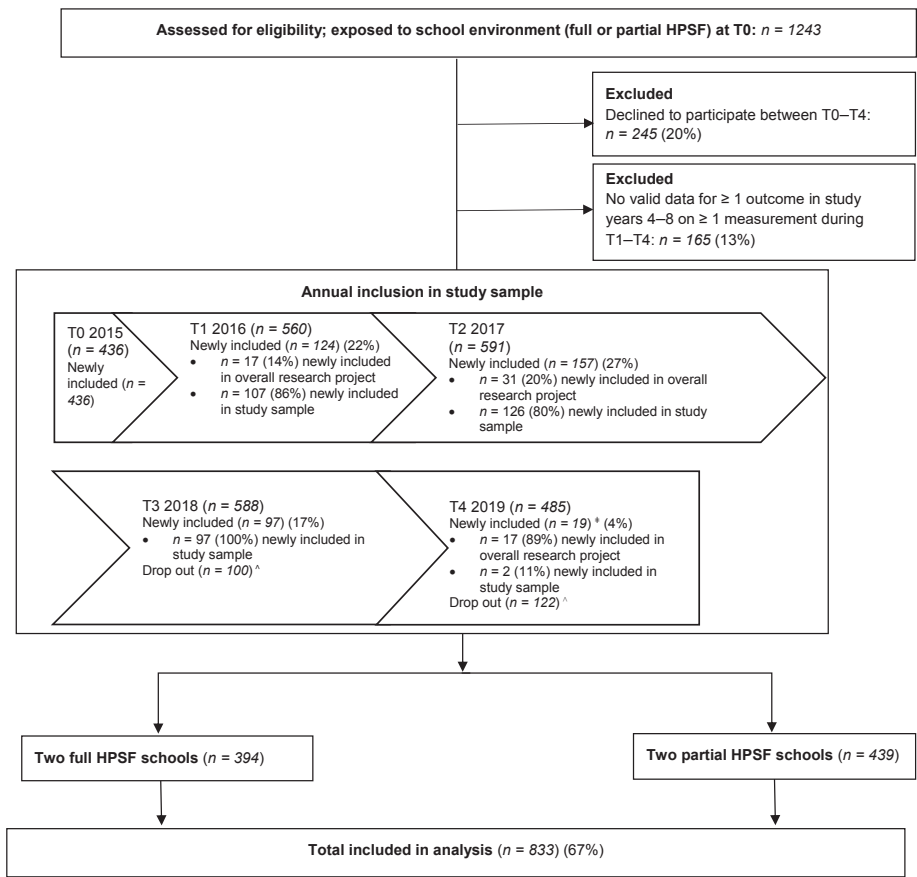 Assessed for eligibility; exposed to school environment (full or partial HPSF) at T0: n = 1243
Excluded
Declined to participate between T0–T4:
n = 245 (20%)
Excluded
No valid data for ≥ 1 outcome in study
years 4–8 on ≥ 1 measurement during
T1–T4: n = 165 (13%)
Annual inclusion in study sample
T0 2015
(n = 436)
Newly
included (n =
436)
T1 2016 (n = 560)
Newly included (n = 124) (22%)
• n = 17 (14%) newly included
in overall research project
• n = 107 (86%) newly included
in study sample
T2 2017
(n = 591)
Newly included (n = 157) (27%)
• n = 31 (20%) newly included in overall
research project
• n = 126 (80%) newly included in study
sample
T3 2018 (n = 588)
Newly included (n = 97) (17%)
• n = 97 (100%) newly included in
study sample
Drop out (n = 100)^
T4 2019 (n = 485)
Newly included (n = 19) ǂ (4%)
• n = 17 (89%) newly included in
overall research project
• n = 2 (11%) newly included in
study sample
Drop out (n = 122) ^
Two full HPSF schools (n = 394)
Two partial HPSF schools (n = 439)
Total included in analysis (n = 833) (67%)